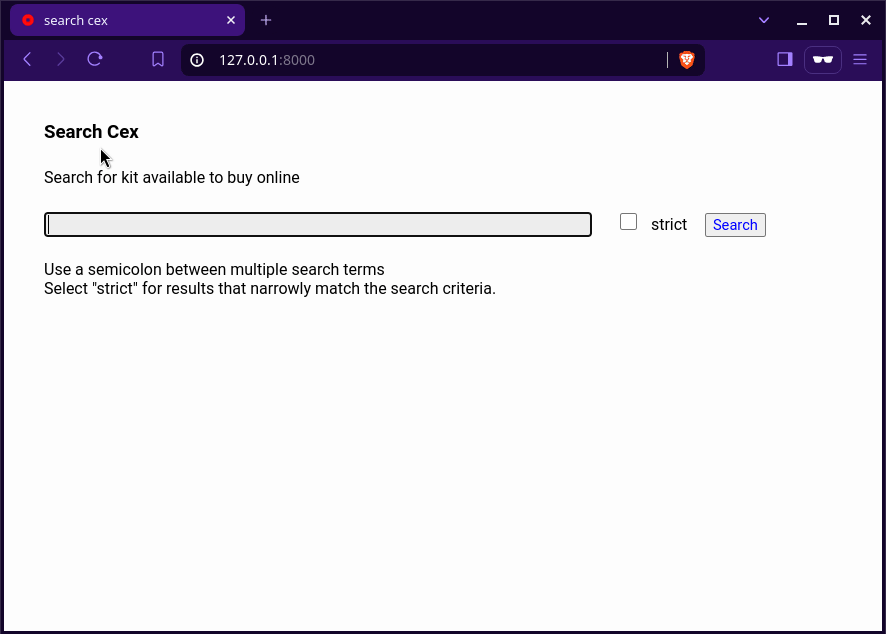 search cex
127.0.0.1:8000
Search Cex
Search for kit available to buy online
strict Search
Use a semicolon between multiple search terms
Select "strict" for results that narrowly match the search criteria.